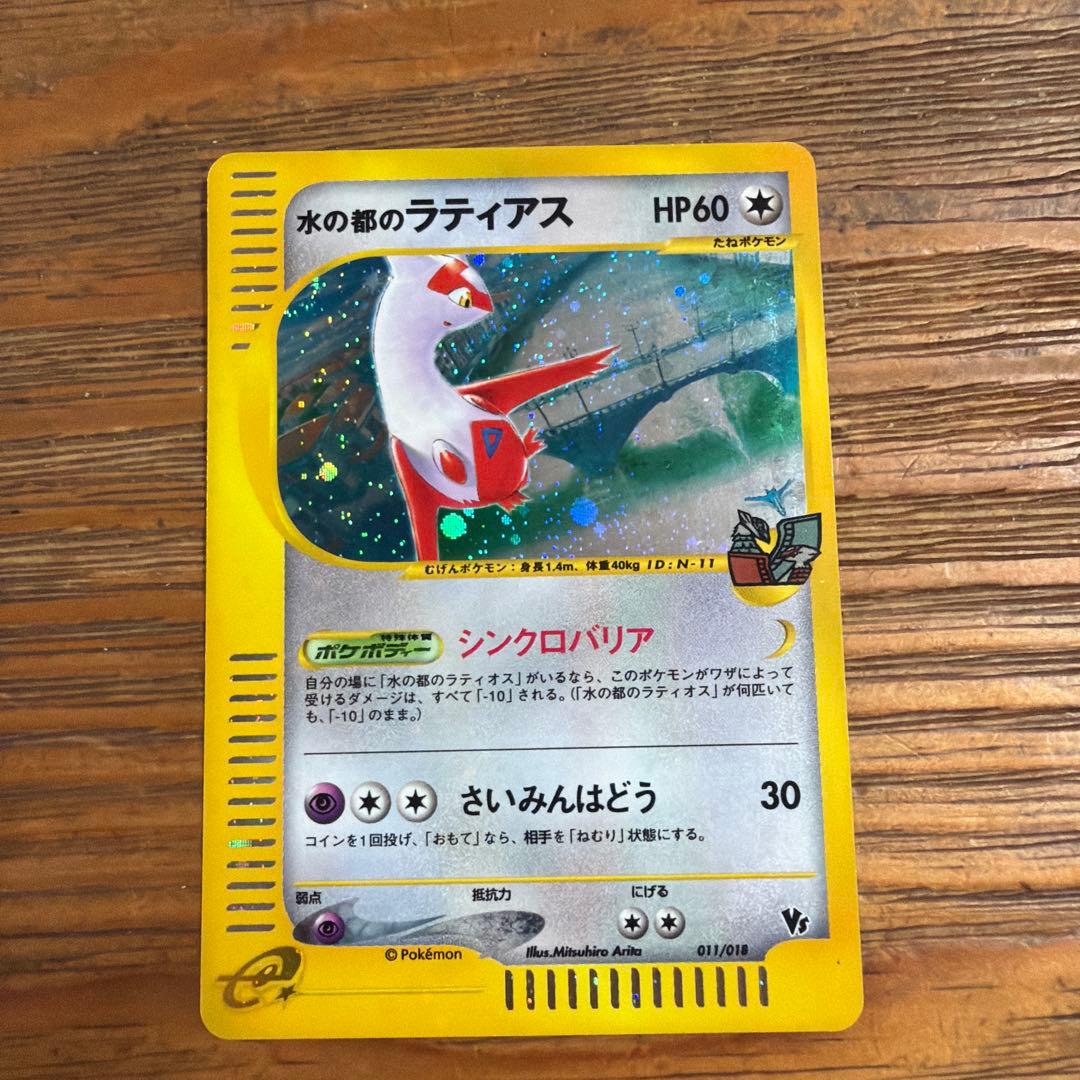 水の都のラティアス HP60
たねポケモン
むげんポケモン：身長1.4m、体重40kg ID:N-11
特殊体質
ポケボディー シンクロバリア
自分の場に「水の都のラティオス」がいるなら、このポケモンがワザによって
受けるダメージは、すべて「-10」される。（「水の都のラティオス」が何匹いて
も、「-10」のまま。）
さいみんはどう 30
コインを1回投げ、「おもて」なら、相手を「ねむり」状態にする。
弱点 抵抗力 にげる
©Pokémon Illus.Mitsuhiro Arita 011/018 VS
e